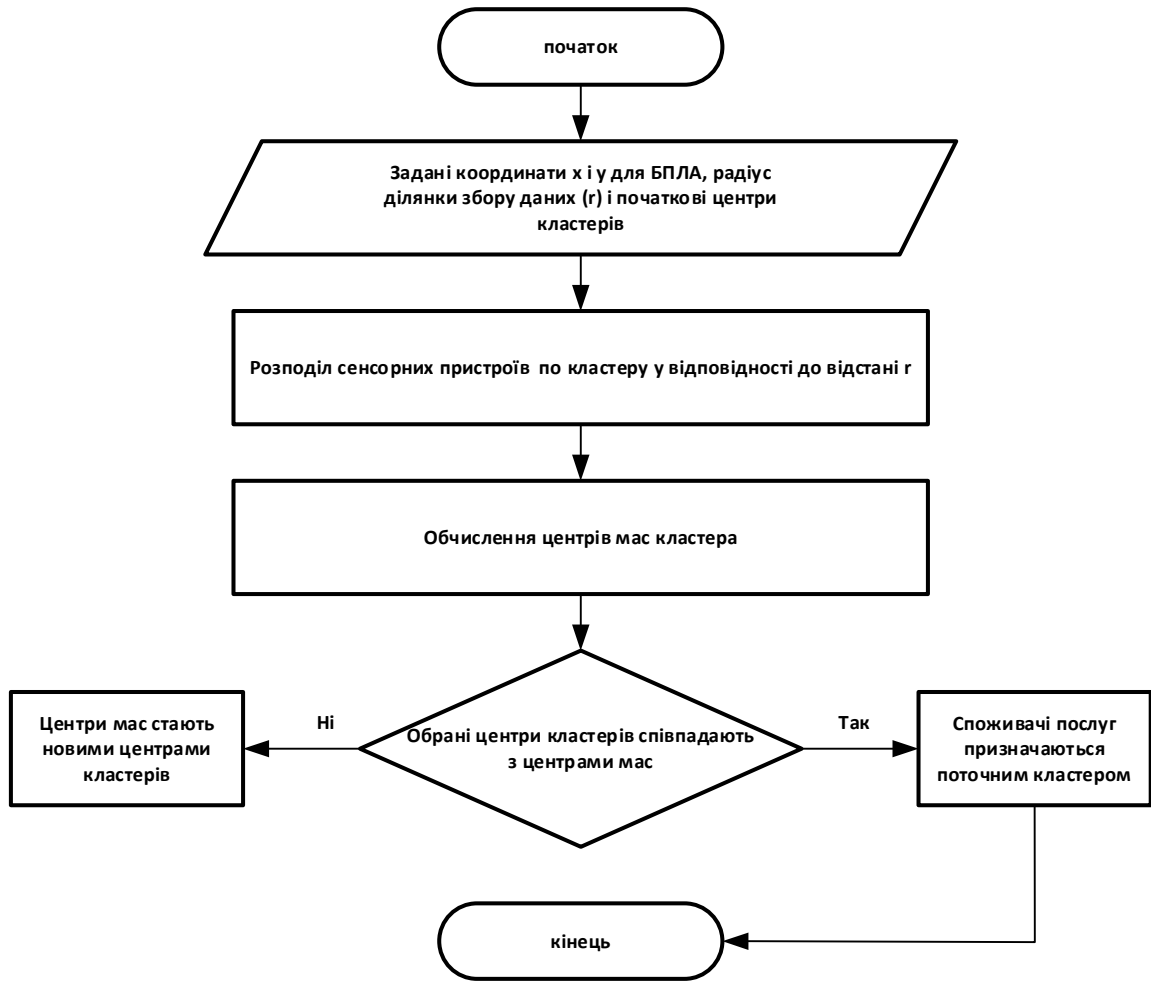 початок
Задані координати x і y для БПЛА, радіус
ділянки збору даних (r) і початкові центри
кластерів
Розподіл сенсорних пристроїв по кластеру у відповідності до відстані r
Обчислення центрів мас кластера
Обрані центри кластерів співпадають
з центрами мас
Ні
Центри мас стають
новими центрами
кластерів
Так
Споживачі послуг
призначаються
поточним кластером
кінець